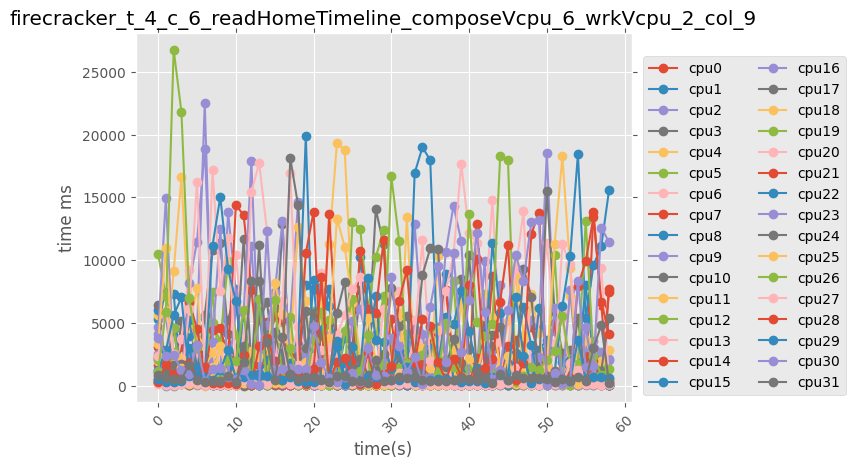 firecracker_t_4_c_6_readHomeTimeline_composeVcpu_6_wrkVcpu_2_col_9
time ms
25000
20000
15000
10000
5000
0
0
10
20
30
40
50
60
time(s)
cpu0
cpu1
cpu2
cpu3
cpu4
cpu5
cpu6
cpu7
cpu8
cpu9
cpu10
cpu11
cpu12
cpu13
cpu14
cpu15
cpu16
cpu17
cpu18
cpu19
cpu20
cpu21
cpu22
cpu23
cpu24
cpu25
cpu26
cpu27
cpu28
cpu29
cpu30
cpu31